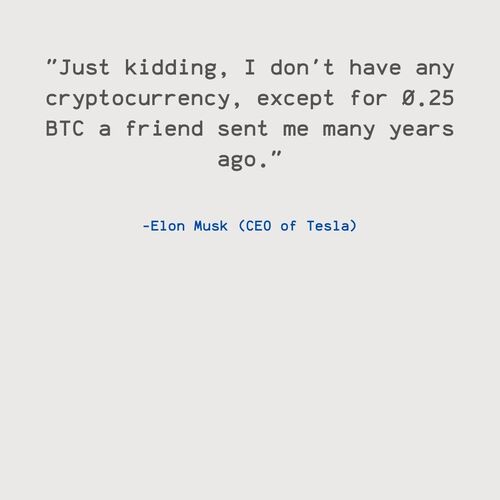 "Just kidding, I don't have any
cryptocurrency, except for 0.25
BTC a friend sent me many years
ago."
-Elon Musk (CEO of Tesla)